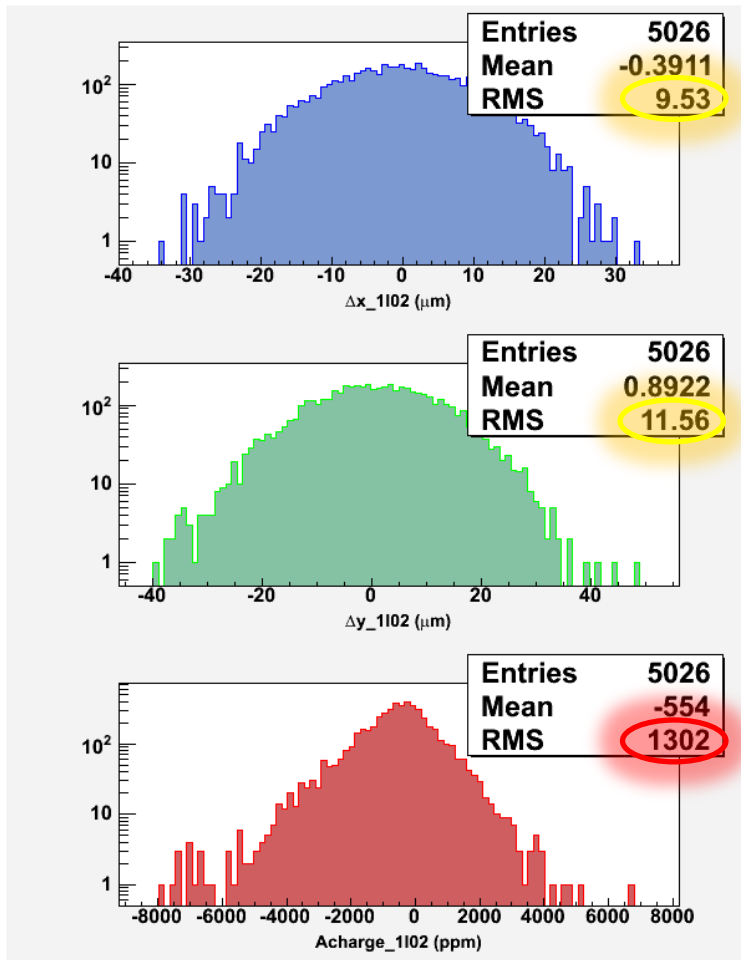 Entries 5026
Mean -0.3911
RMS 9.53
10²
10
1
-40 -30 -20 -10 0 10 20 30
Δx_1I02 (μm)
Entries 5026
Mean 0.8922
RMS 11.56
10²
10
1
-40 -20 0 20 40
Δy_1I02 (μm)
Entries 5026
Mean -554
RMS 1302
10²
10
1
-8000 -6000 -4000 -2000 0 2000 4000 6000 8000
Acharge_1I02 (ppm)